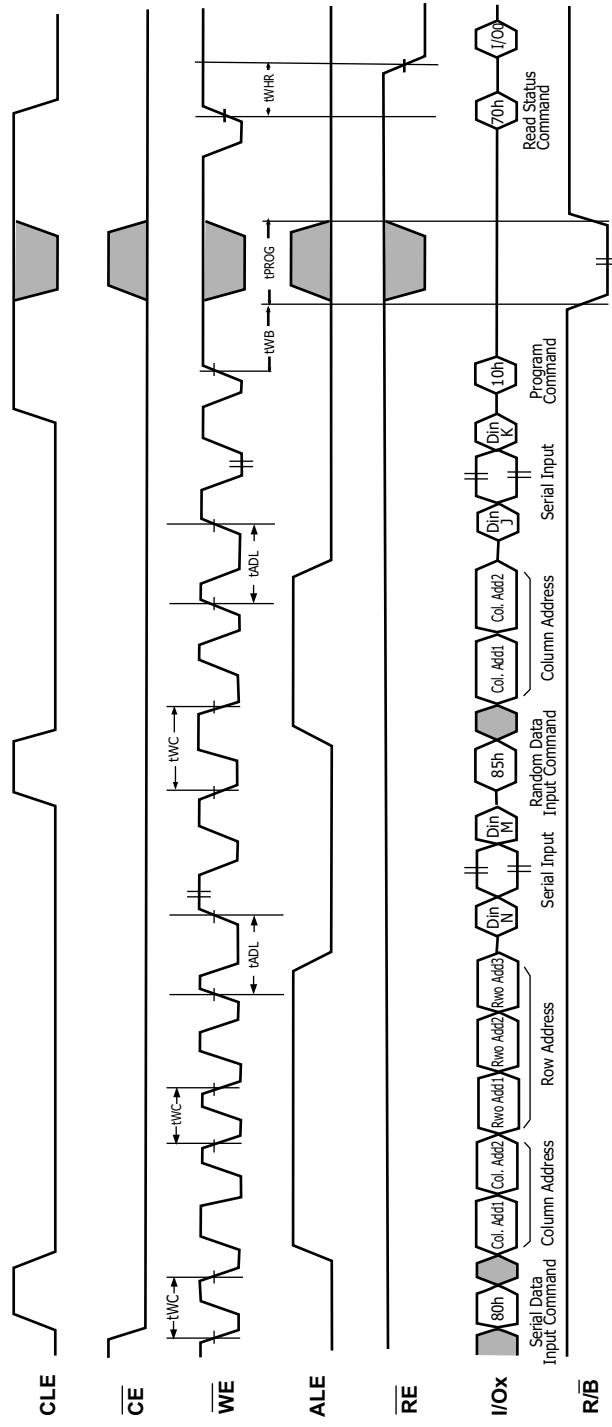 CLE
CE
WE
tWC
tWC
tADL
tWC
tADL
tWB
tPROG
tWHR
ALE
RE
I/Ox
80h
Col. Add1
Col. Add2
Rwo Add1
Rwo Add2
Rwo Add3
Din
N
Din
M
85h
Col. Add1
Col. Add2
Din
J
Din
K
10h
70h
I/O0
Serial Data
Input Command
Column Address
Row Address
Serial Input
Random Data
Input Command
Column Address
Serial Input
Program
Command
Read Status
Command
R/B